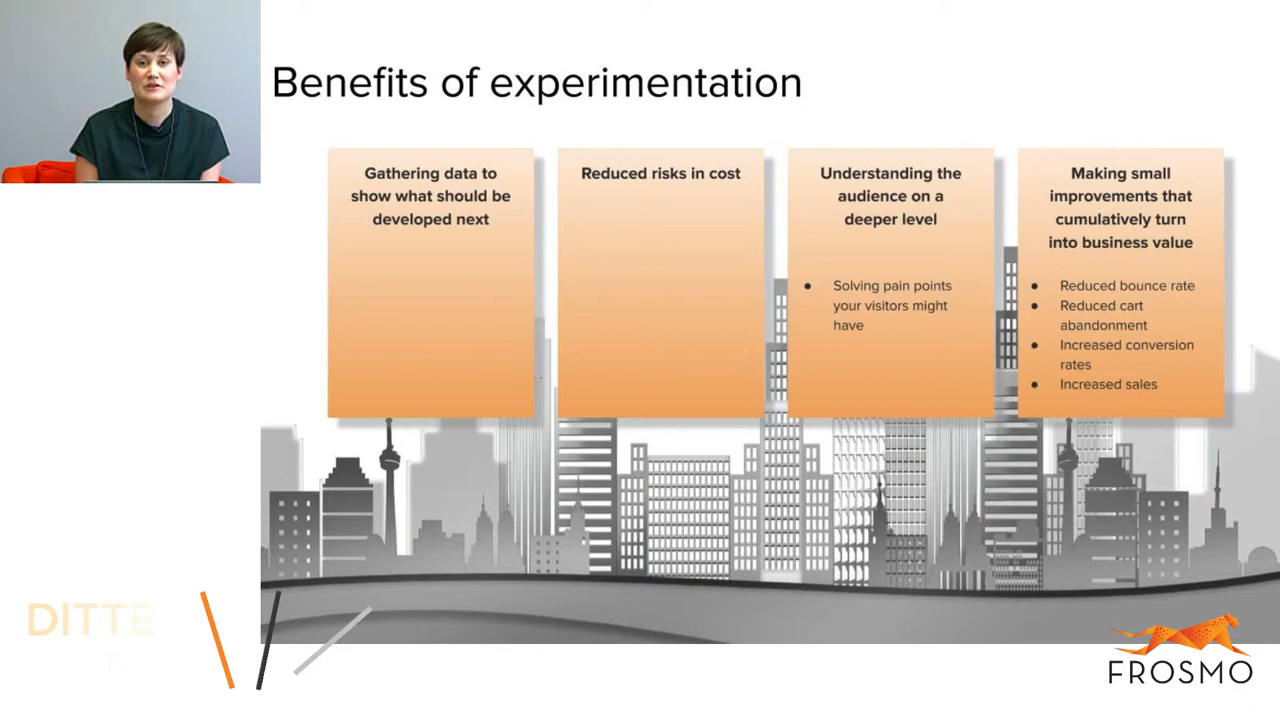 Benefits of experimentation
Gathering data to
show what should be
developed next
Reduced risks in cost
Understanding the
audience on a
deeper level
● Solving pain points
your visitors might
have
Making small
improvements that
cumulatively turn
into business value
● Reduced bounce rate
● Reduced cart
abandonment
● Increased conversion
rates
● Increased sales
DITTE
FROSMO